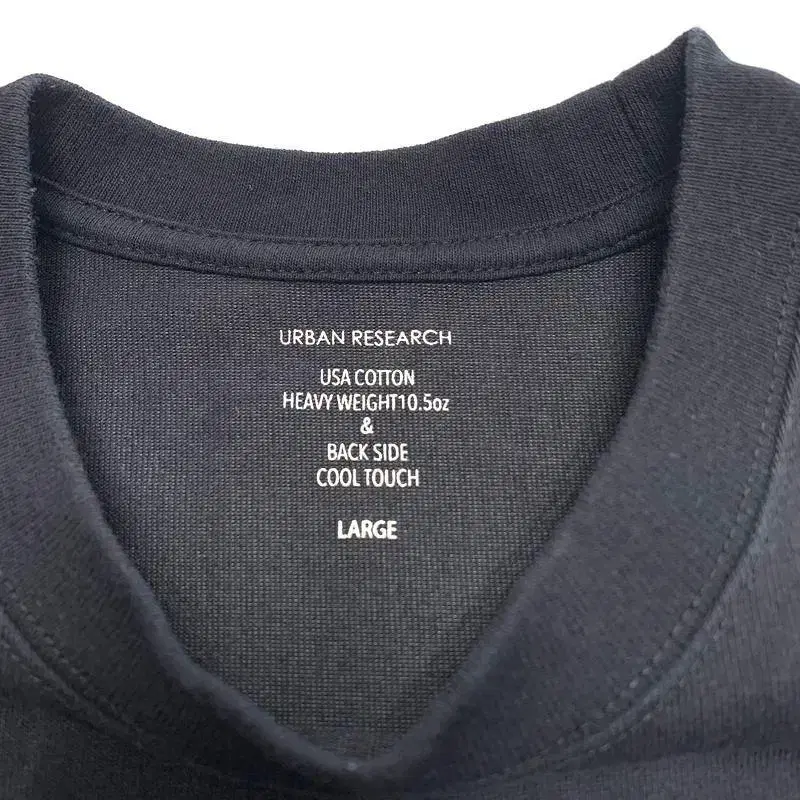 URBAN RESEARCH
USA COTTON
HEAVY WEIGHT10.5oz
&
BACK SIDE
COOL TOUCH
LARGE